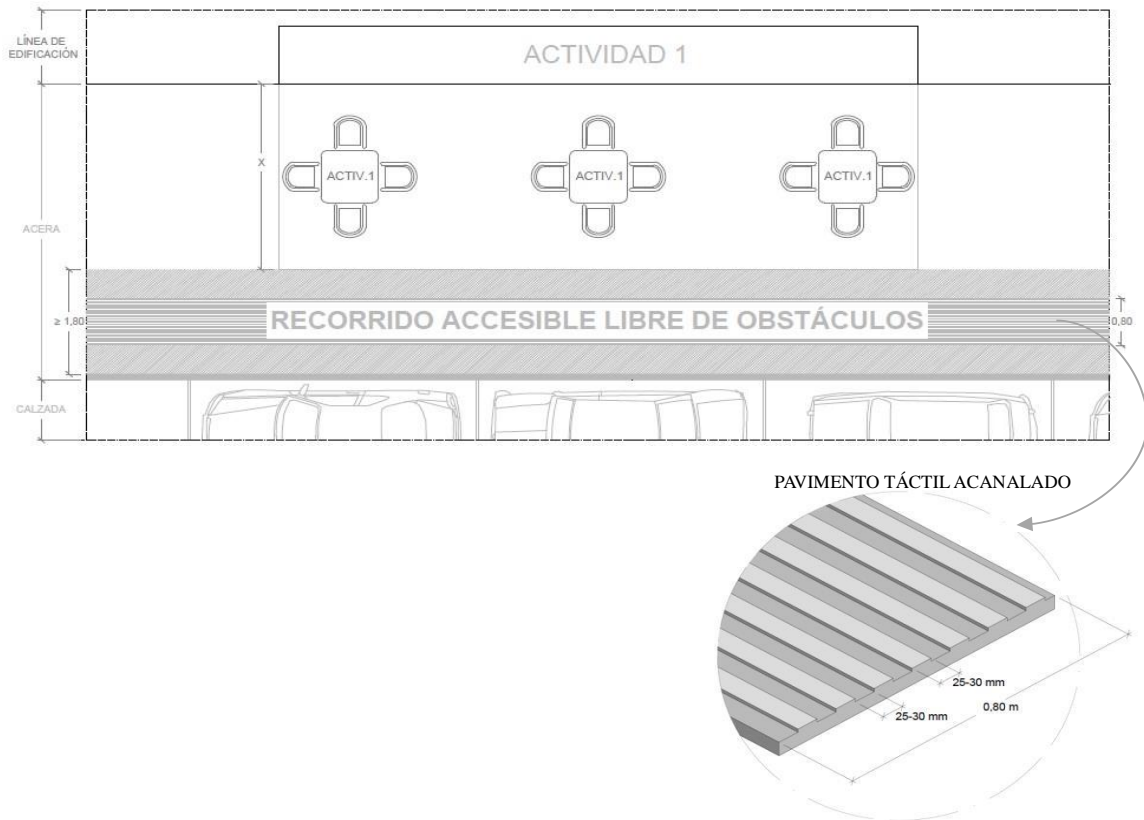 LÍNEA DE
EDIFICACIÓN
ACTIVIDAD 1
X
ACTIV.1
ACTIV.1
ACTIV.1
ACERA
≥ 1,80
RECORRIDO ACCESIBLE LIBRE DE OBSTÁCULOS
0,80
CALZADA
PAVIMENTO TÁCTIL ACANALADO
25-30 mm
0,80 m
25-30 mm